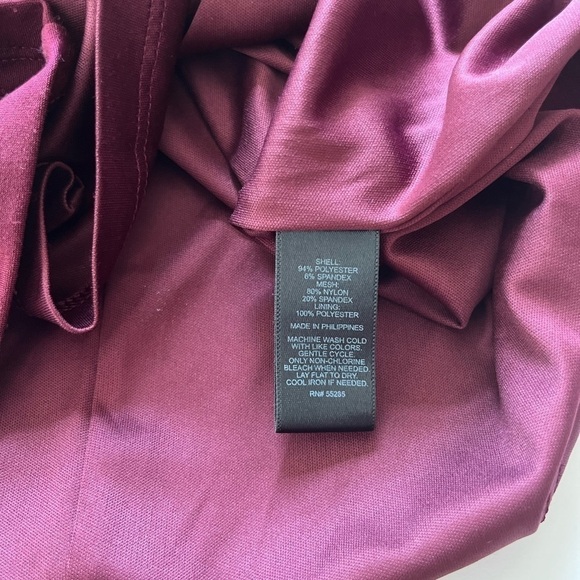 SHELL:
94% POLYESTER
6% SPANDEX
MESH:
80% NYLON
20% SPANDEX
LINING:
100% POLYESTER
MADE IN PHILIPPINES
MACHINE WASH COLD
WITH LIKE COLORS.
GENTLE CYCLE.
ONLY NON-CHLORINE
BLEACH WHEN NEEDED.
LAY FLAT TO DRY.
COOL IRON IF NEEDED.
RN# 55285